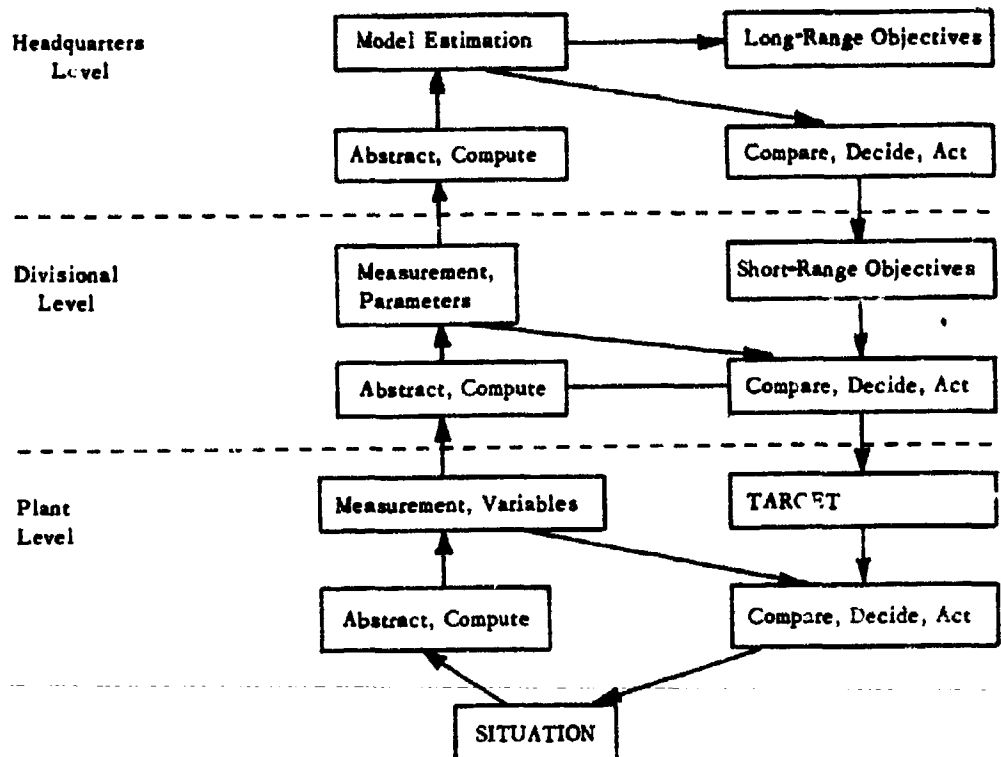 Headquarters
Level
Model Estimation
Long-Range Objectives
Abstract, Compute
Compare, Decide, Act
Divisional
Level
Measurement,
Parameters
Short-Range Objectives
Abstract, Compute
Compare, Decide, Act
Plant
Level
Measurement, Variables
TARGET
Abstract, Compute
Compare, Decide, Act
SITUATION